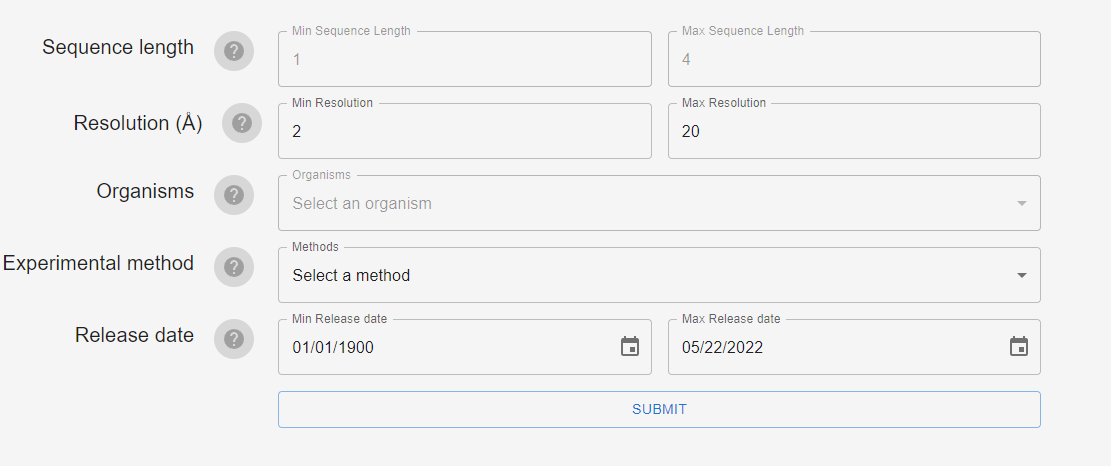 Sequence length
Min Sequence Length
1
Max Sequence Length
4
Resolution (Å)
Min Resolution
2
Max Resolution
20
Organisms
Organisms
Select an organism
Experimental method
Methods
Select a method
Release date
Min Release date
01/01/1900
Max Release date
05/22/2022
SUBMIT